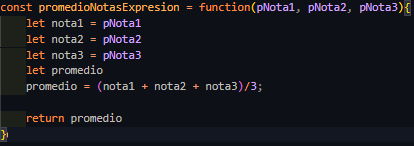 const promedioNotasExpresion = function(pNota1, pNota2, pNota3){
    let nota1 = pNota1
    let nota2 = pNota2
    let nota3 = pNota3
    let promedio
    promedio = (nota1 + nota2 + nota3)/3;

    return promedio
}